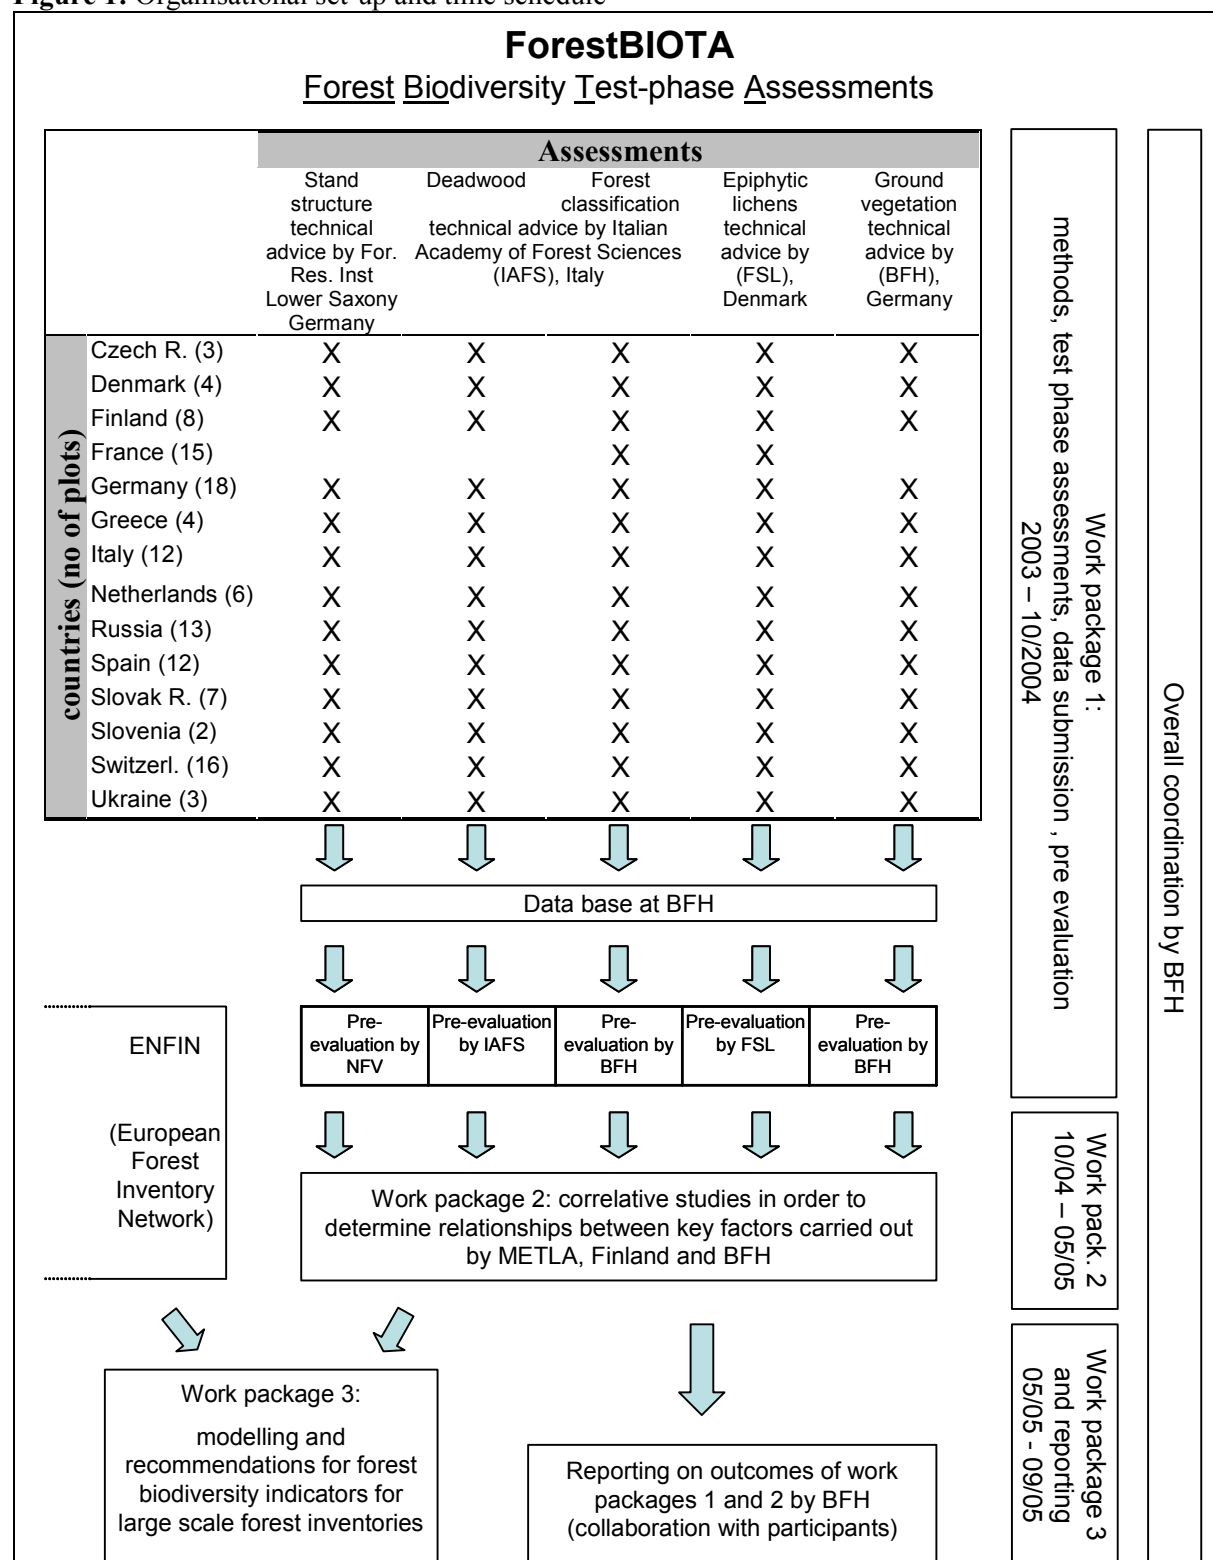 Figure 1: Organisational set-up and time schedule
ForestBIOTA
Forest Biodiversity Test-phase Assessments
Assessments
Stand
structure
technical
advice by For.
Res. Inst
Lower Saxony
Germany
Deadwood
Forest
classification
technical advice by Italian
Academy of Forest Sciences
(IAFS), Italy
Epiphytic
lichens
technical
advice by
(FSL),
Denmark
Ground
vegetation
technical
advice by
(BFH),
Germany
countries (no of plots)
Czech R. (3) X X X X X
Denmark (4) X X X X X
Finland (8) X X X X X
France (15) X X
Germany (18) X X X X X
Greece (4) X X X X X
Italy (12) X X X X X
Netherlands (6) X X X X X
Russia (13) X X X X X
Spain (12) X X X X X
Slovak R. (7) X X X X X
Slovenia (2) X X X X X
Switzerl. (16) X X X X X
Ukraine (3) X X X X X
Data base at BFH
Pre-
evaluation by
NFV
Pre-evaluation
by IAFS
Pre-
evaluation by
BFH
Pre-evaluation
by FSL
Pre-
evaluation by
BFH
ENFIN
(European
Forest
Inventory
Network)
Work package 2: correlative studies in order to
determine relationships between key factors carried out
by METLA, Finland and BFH
Work package 3:
modelling and
recommendations for forest
biodiversity indicators for
large scale forest inventories
Reporting on outcomes of work
packages 1 and 2 by BFH
(collaboration with participants)
Work package 1:
methods, test phase assessments, data submission , pre evaluation
2003 – 10/2004
Work pack. 2
10/04 – 05/05
Work package 3
and reporting
05/05 - 09/05
Overall coordination by BFH